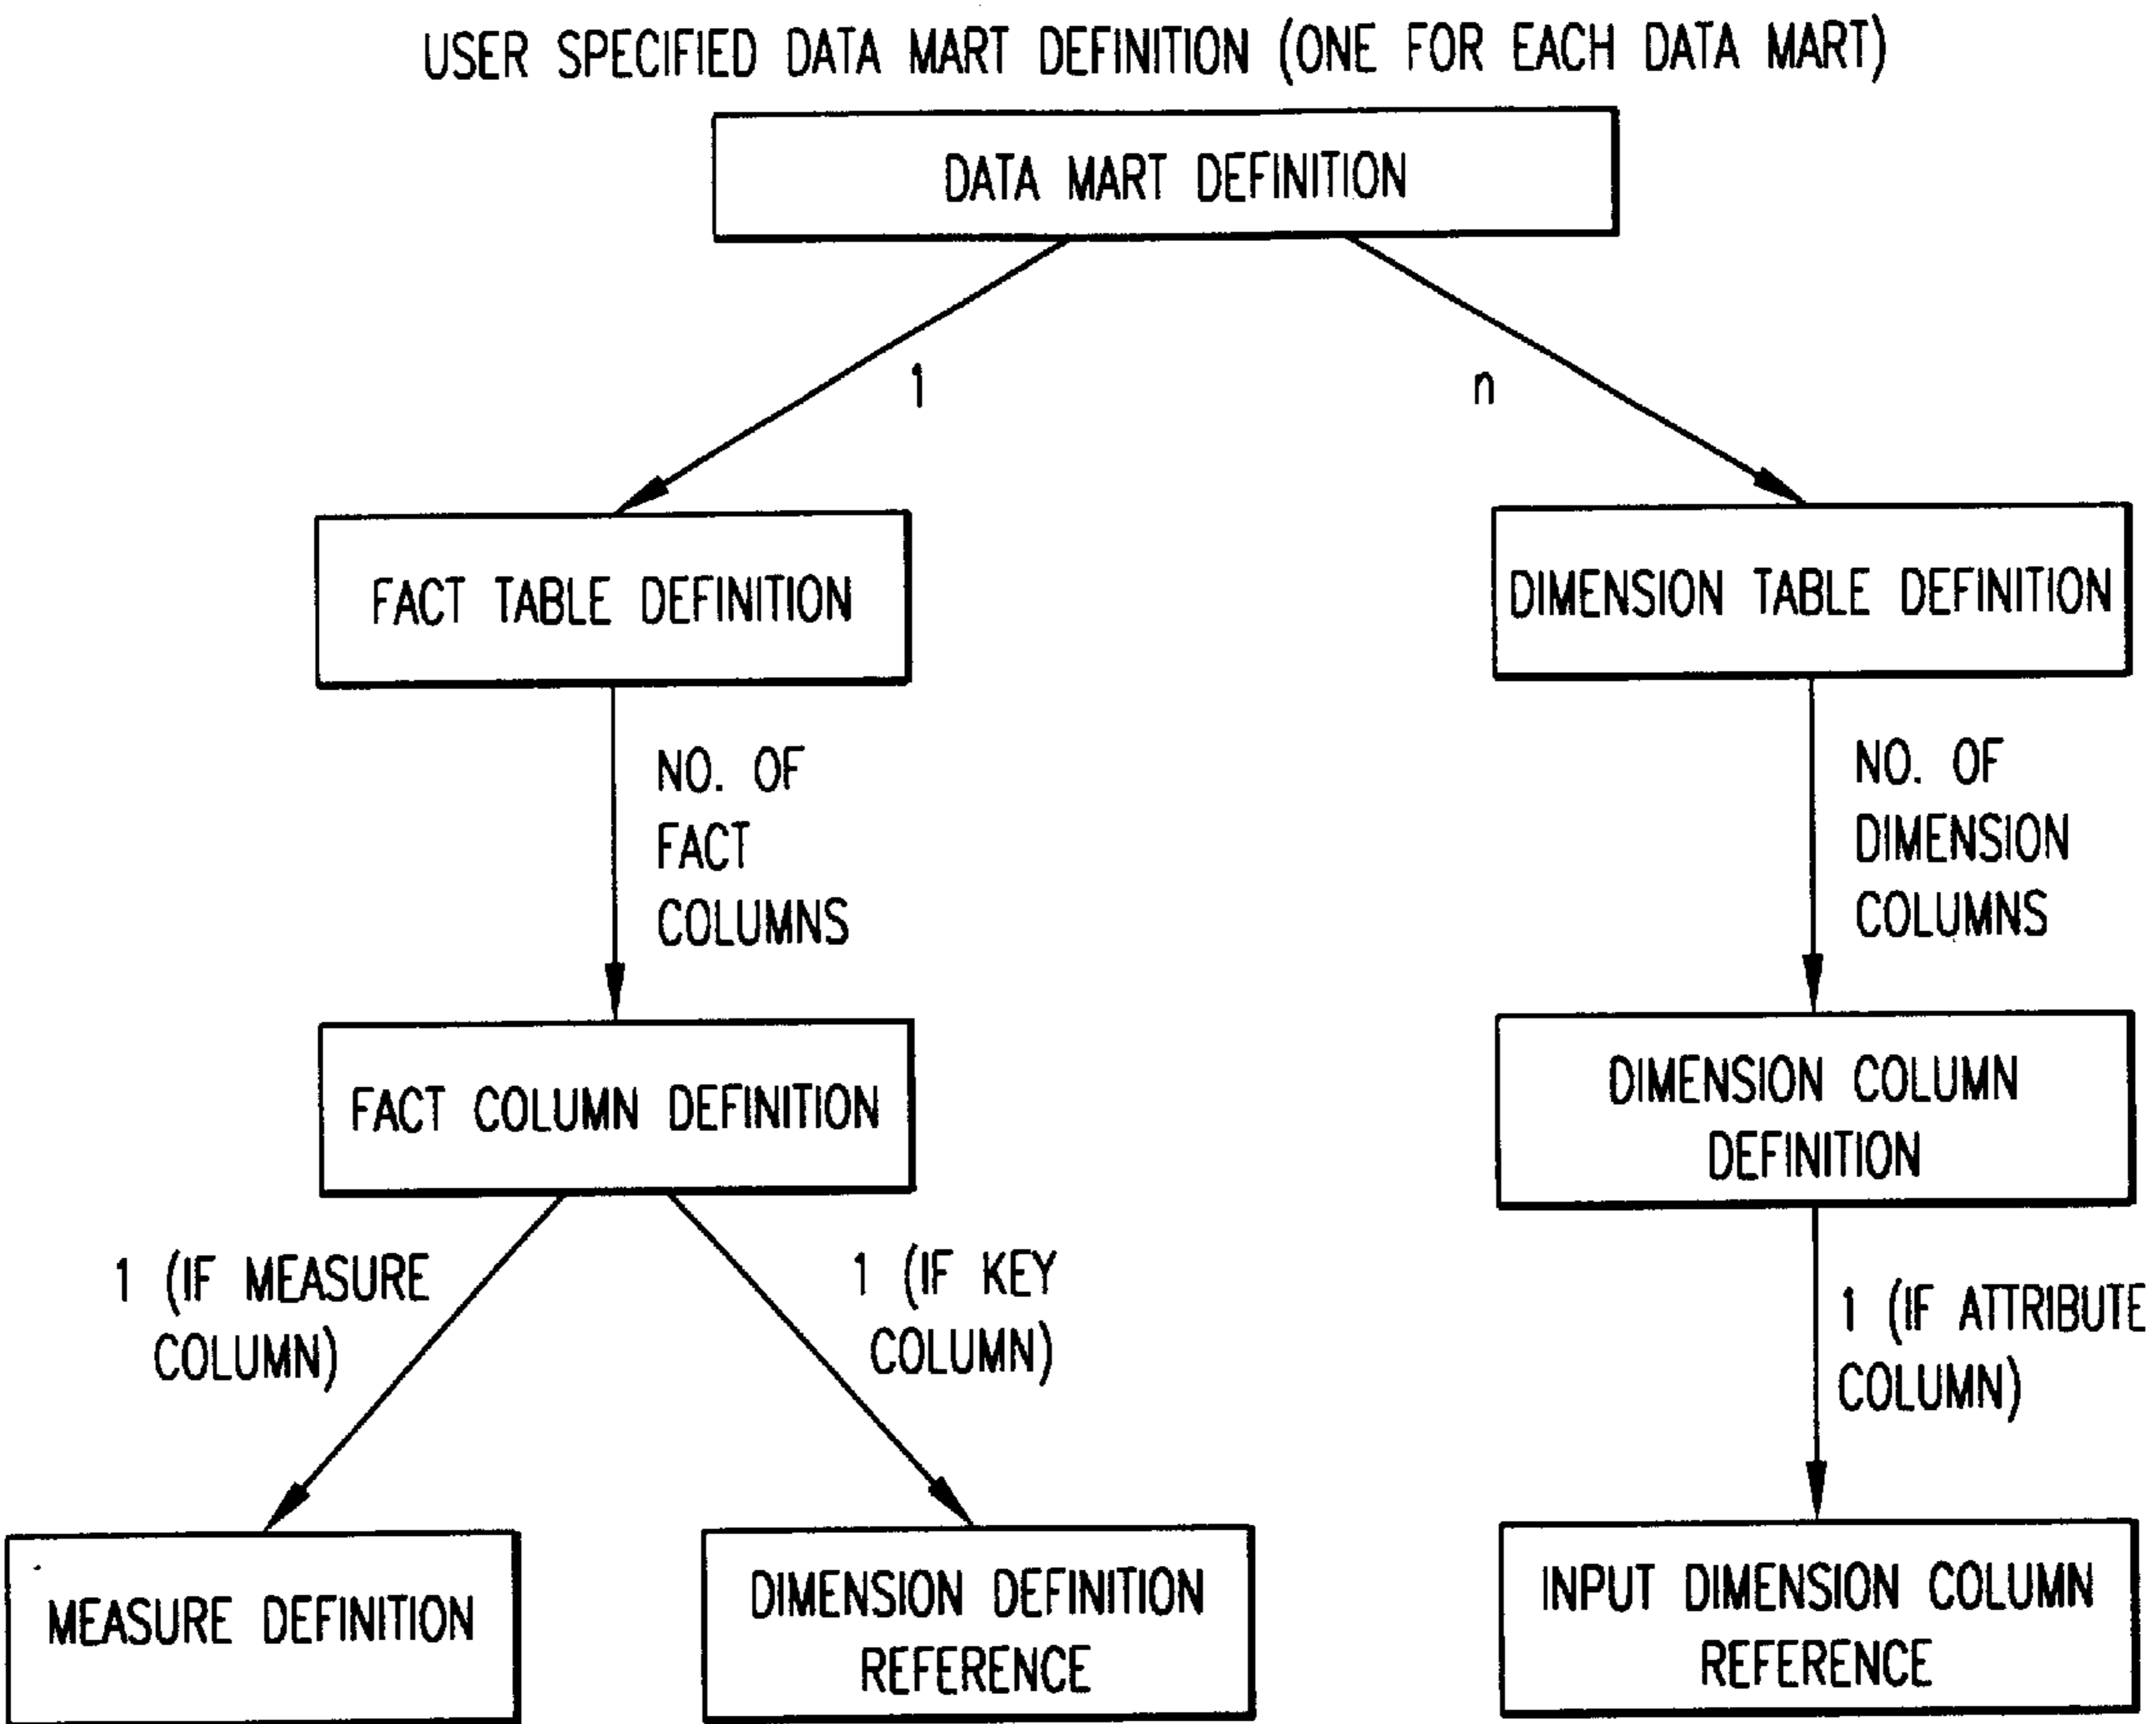 USER SPECIFIED DATA MART DEFINITION (ONE FOR EACH DATA MART)
DATA MART DEFINITION
1
n
FACT TABLE DEFINITION
DIMENSION TABLE DEFINITION
NO. OF
FACT
COLUMNS
NO. OF
DIMENSION
COLUMNS
FACT COLUMN DEFINITION
DIMENSION COLUMN
DEFINITION
1 (IF MEASURE
COLUMN)
1 (IF KEY
COLUMN)
1 (IF ATTRIBUTE
COLUMN)
MEASURE DEFINITION
DIMENSION DEFINITION
REFERENCE
INPUT DIMENSION COLUMN
REFERENCE